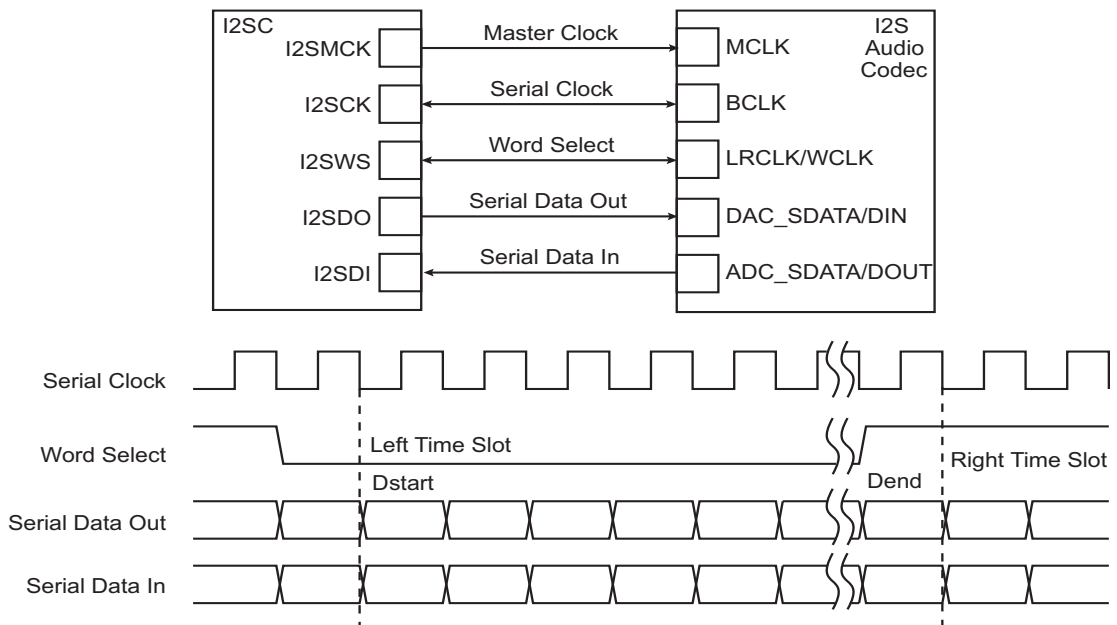 I2SC
I2S
Audio
Codec
I2SMCK
Master Clock
MCLK
I2SCK
Serial Clock
BCLK
I2SWS
Word Select
LRCLK/WCLK
I2SDO
Serial Data Out
DAC_SDATA/DIN
I2SDI
Serial Data In
ADC_SDATA/DOUT
Serial Clock
Word Select
Left Time Slot
Right Time Slot
Dstart
Dend
Serial Data Out
Serial Data In